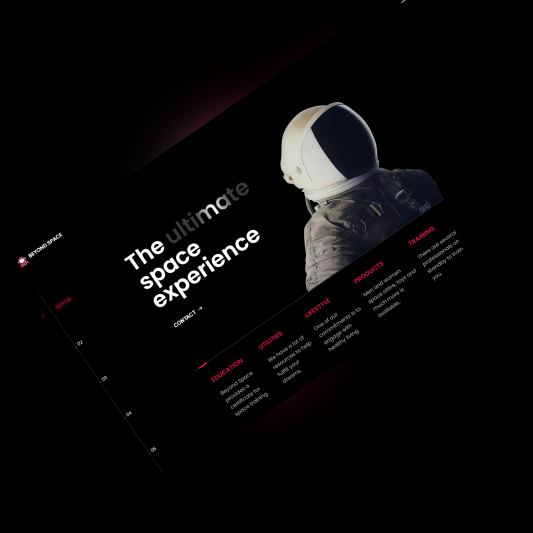 BEYOND SPACE
Home
02
03
04
05
The ultimate
space
experience
CONTACT →
EDUCATION
Beyond Space
provides a
certificate for
space training.
UTILITIES
We have a lot of
resources to help
fulfill your
dreams.
LIFESTYLE
One of our
commitments is to
engage with
healthy living.
PRODUCTS
Men and women
space attire, toys and
much more is
available..
TRAINING
There are several
professionals on
standby to train
you